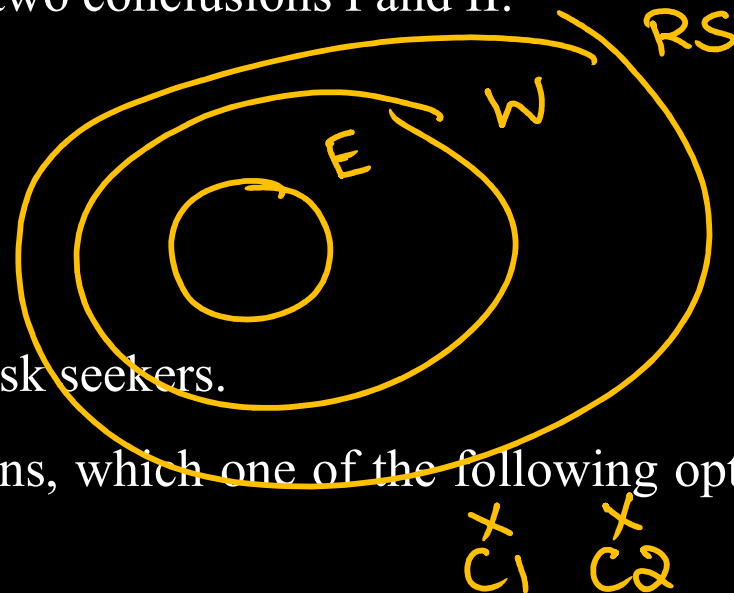 two conclusions I and II.
RS
W
E
sk seekers.
ns, which one of the following opt
X X
C1 C2